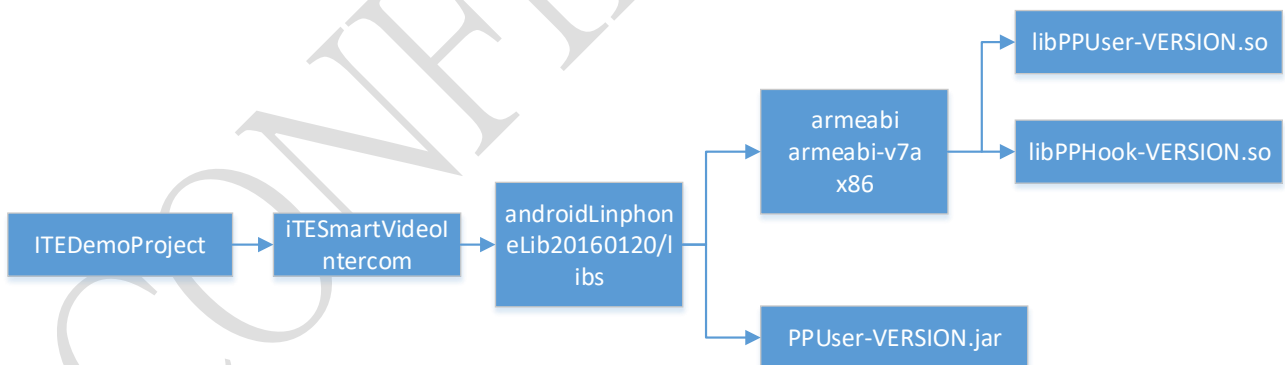 ITEDemoProject
iTESmartVideoI
ntercom
androidLinphon
eLib20160120/l
ibs
armeabi
armeabi-v7a
x86
libPPUser-VERSION.so
libPPHook-VERSION.so
PPUser-VERSION.jar